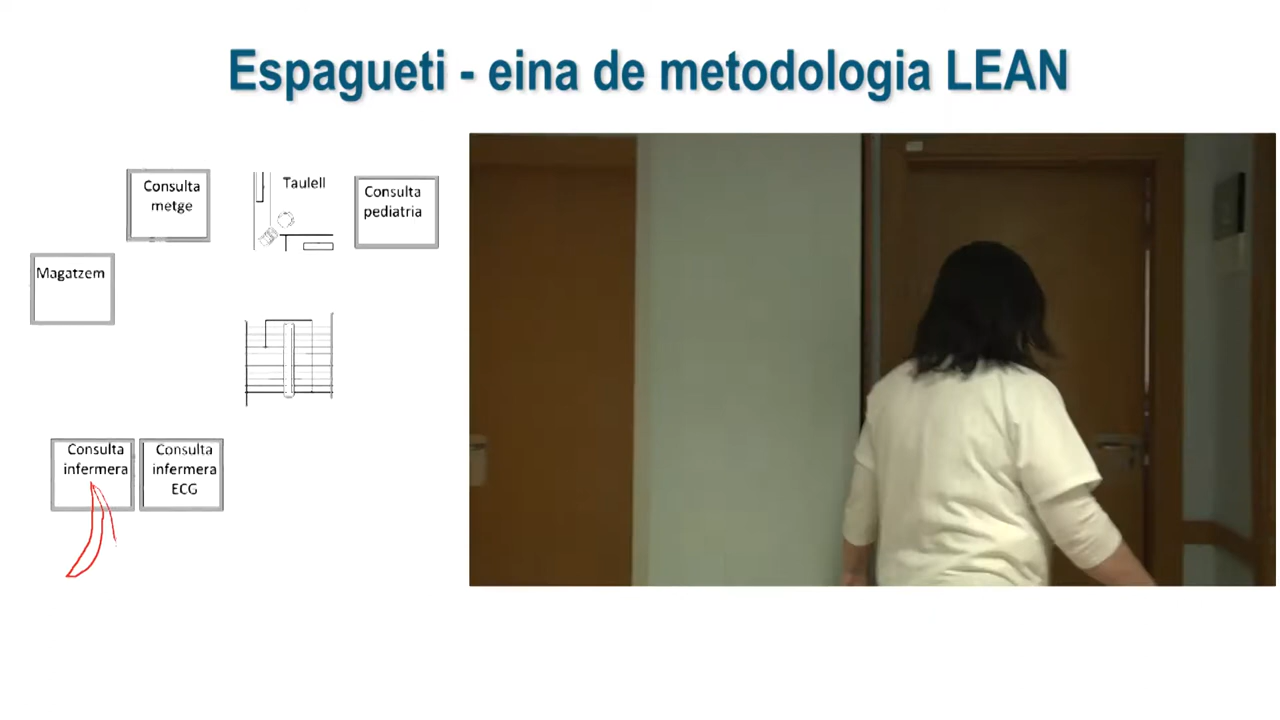 Espagueti - eina de metodologia LEAN
Consulta
metge
Taulell
Consulta
pediatria
Magatzem
Consulta
infermera
Consulta
infermera
ECG